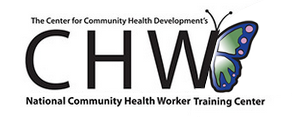 The Center for Community Health Development's
CHW
National Community Health Worker Training Center